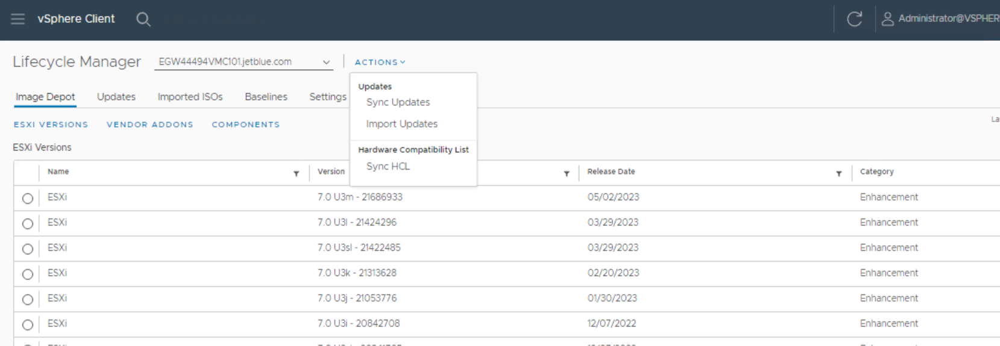 vSphere Client
Administrator@VSPHER
Lifecycle Manager EGW44494VMC101.jetblue.com ACTIONS
Updates
Sync Updates
Import Updates
Hardware Compatibility List
Sync HCL
Image Depot Updates Imported ISOs Baselines Settings
ESXI VERSIONS VENDOR ADDONS COMPONENTS
La
ESXi Versions
Name Version Release Date Category
ESXi 7.0 U3m - 21686933 05/02/2023 Enhancement
ESXi 7.0 U3l - 21424296 03/29/2023 Enhancement
ESXi 7.0 U3sl - 21422485 03/29/2023 Enhancement
ESXi 7.0 U3k - 21313628 02/20/2023 Enhancement
ESXi 7.0 U3j - 21053776 01/30/2023 Enhancement
ESXi 7.0 U3i - 20842708 12/07/2022 Enhancement